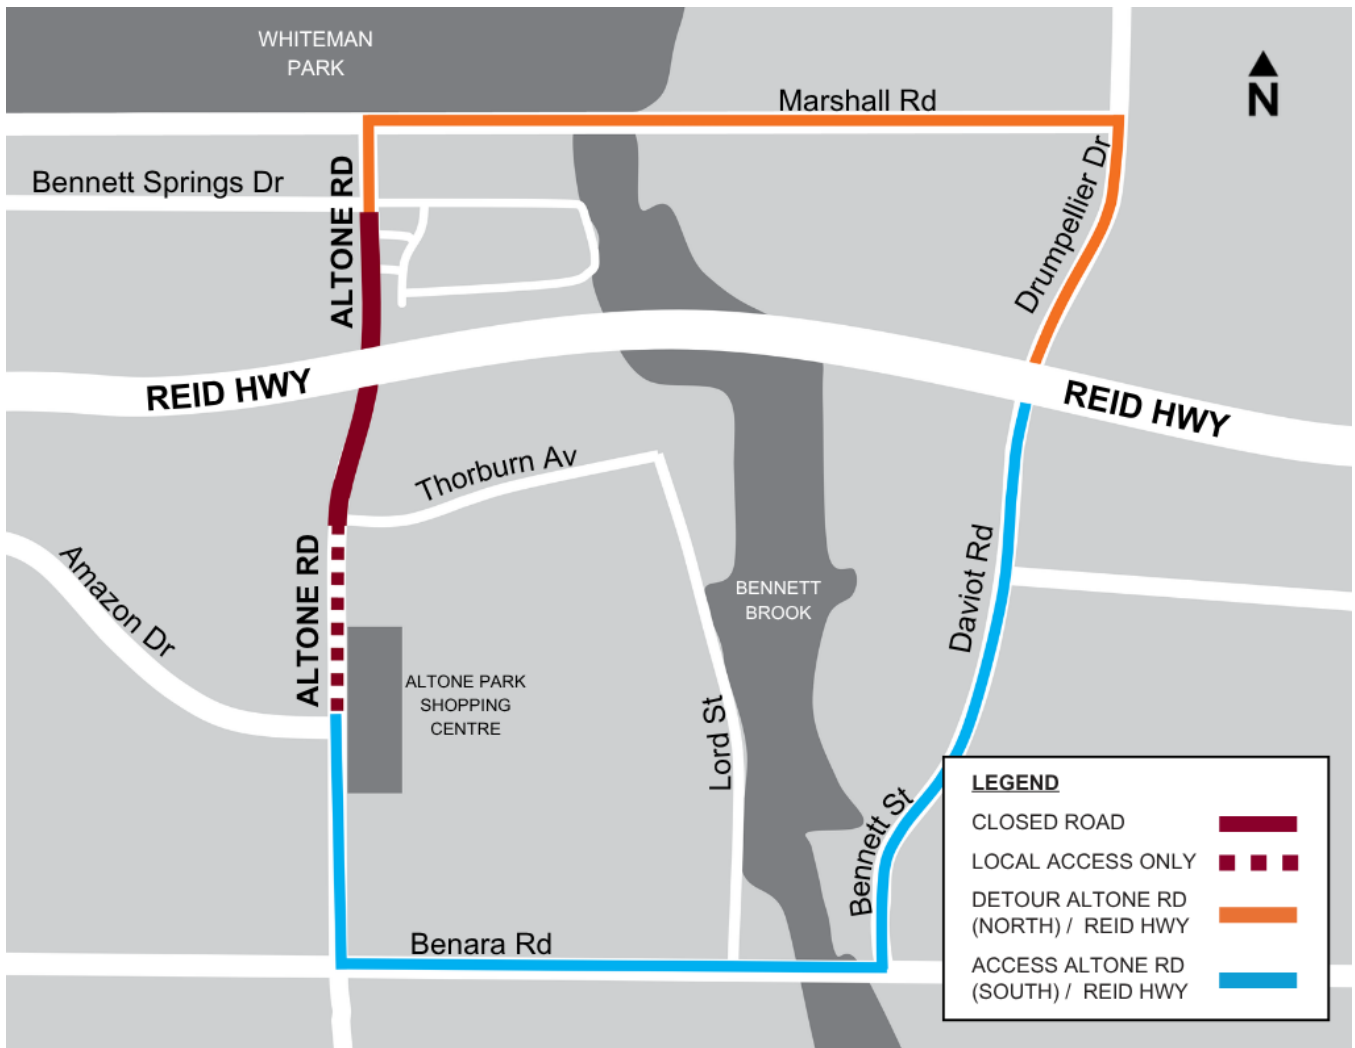 WHITEMAN
PARK
N
Marshall Rd
Bennett Springs Dr
ALTONE RD
Drumpellier Dr
REID HWY
REID HWY
Thorburn Av
ALTONE RD
Amazon Dr
Daviot Rd
BENNETT
BROOK
ALTONE PARK
SHOPPING
CENTRE
Lord St
Bennett St
Benara Rd
LEGEND
CLOSED ROAD
LOCAL ACCESS ONLY
DETOUR ALTONE RD
(NORTH) / REID HWY
ACCESS ALTONE RD
(SOUTH) / REID HWY